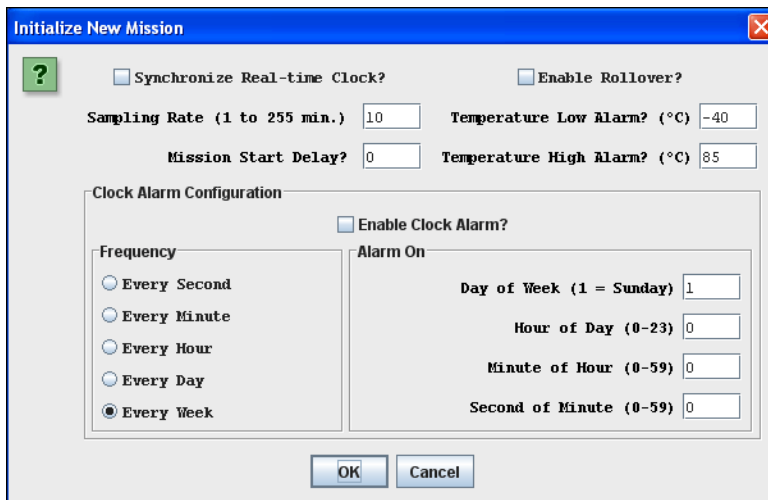 Initialize New Mission
?
Synchronize Real-time Clock? Enable Rollover?
Sampling Rate (1 to 255 min.) 10 Temperature Low Alarm? (°C) -40
Mission Start Delay? 0 Temperature High Alarm? (°C) 85
Clock Alarm Configuration
Enable Clock Alarm?
Frequency
Every Second
Every Minute
Every Hour
Every Day
Every Week
Alarm On
Day of Week (1 = Sunday) 1
Hour of Day (0-23) 0
Minute of Hour (0-59) 0
Second of Minute (0-59) 0
OK Cancel